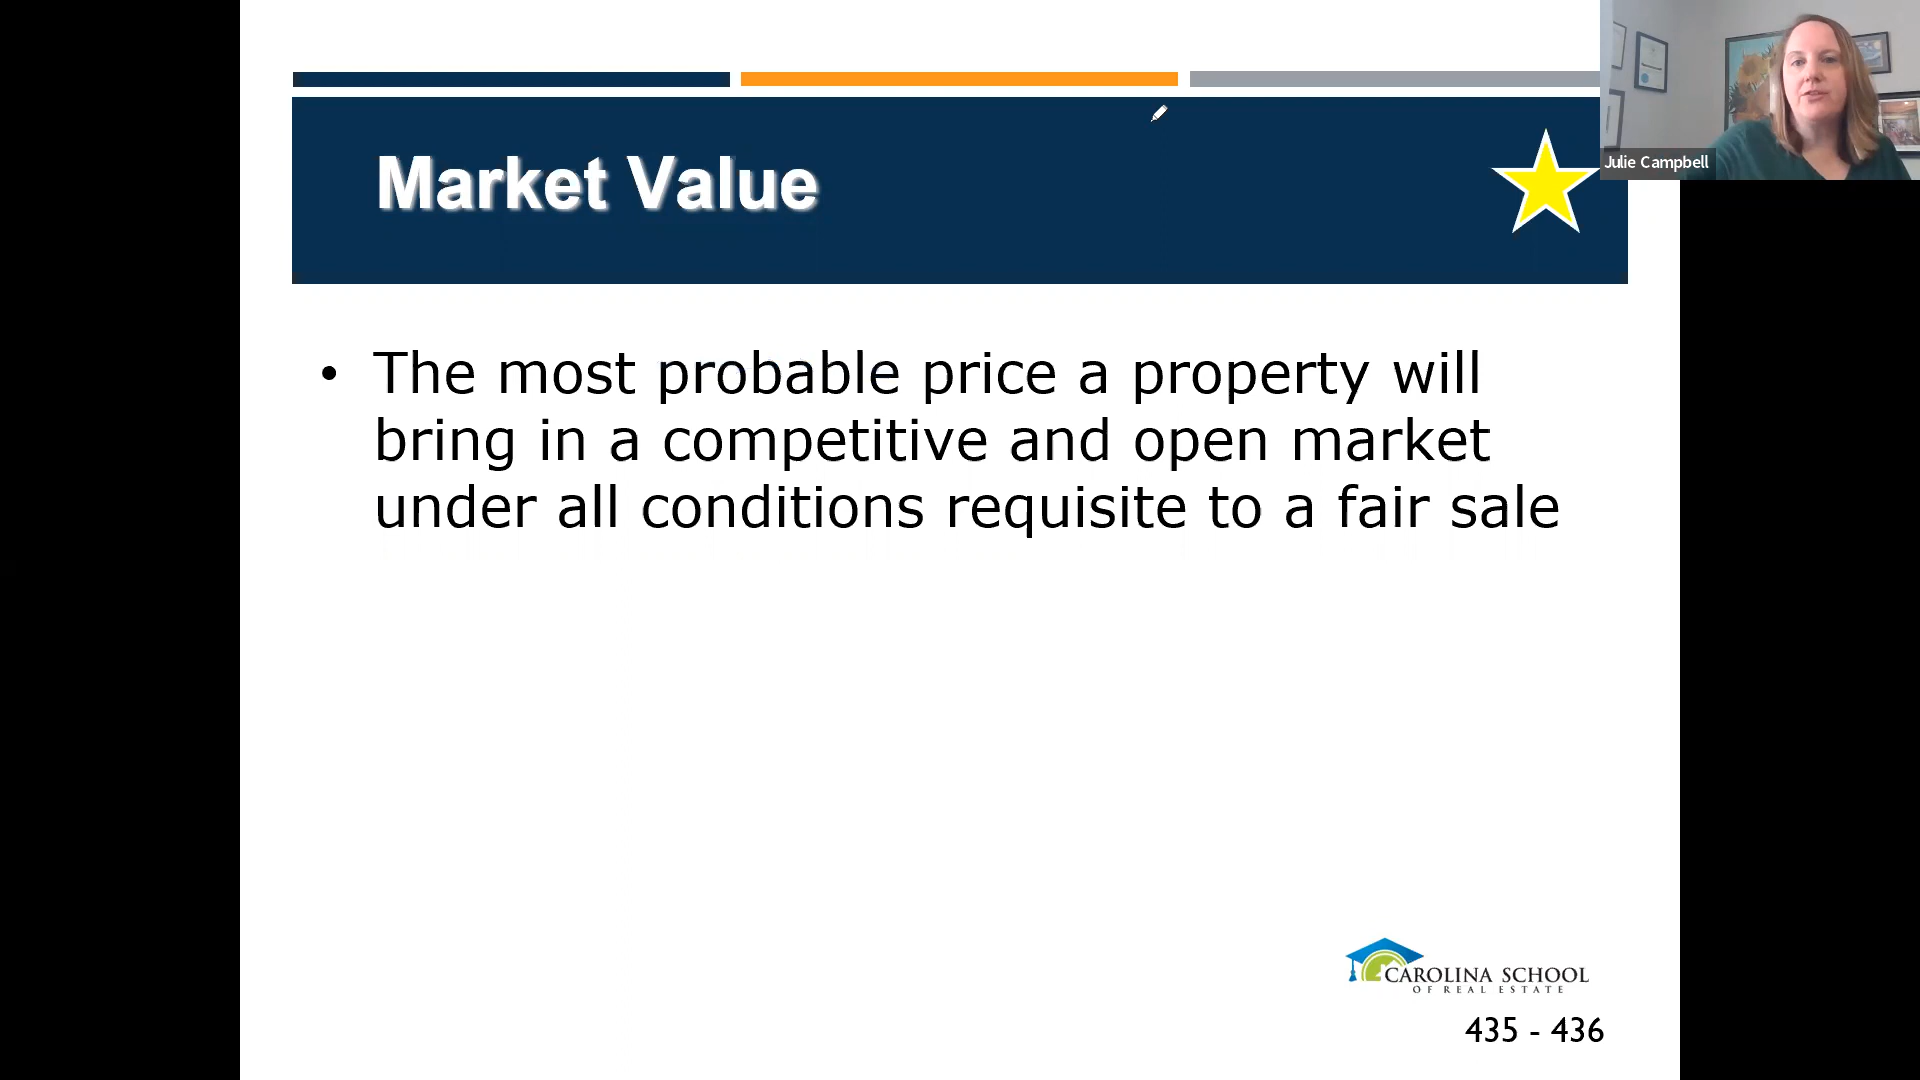 Market Value
Julie Campbell
• The most probable price a property will
bring in a competitive and open market
under all conditions requisite to a fair sale
CAROLINA SCHOOL
OF REAL ESTATE
435 - 436